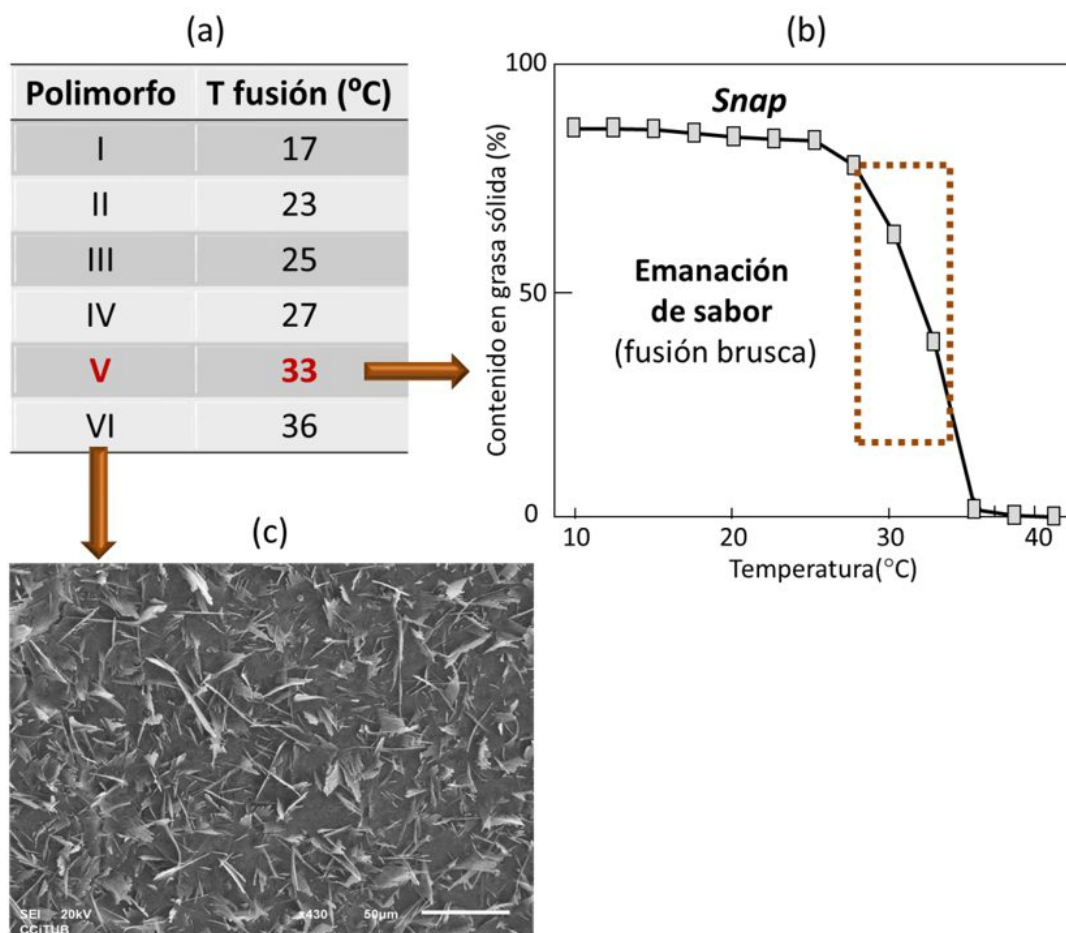 (a)
Polimorfo T fusión (ºC)
I 17
II 23
III 25
IV 27
V 33
VI 36
(b)
100
50
0
Contenido en grasa sólida (%)
Snap
Emanación
de sabor
(fusión brusca)
10 20 30 40
Temperatura(°C)
(c)
SEI 20kV x430 50µm
CCiTUB